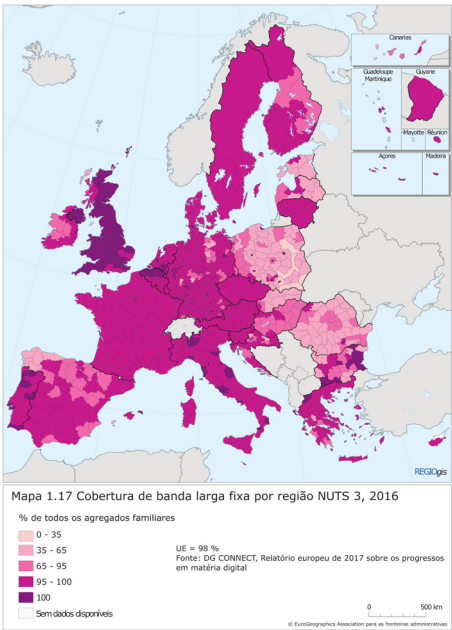 Canarias
Guadeloupe
Martinique
Guyane
Mayotte
Réunion
Açores
Madeira
REGIOgis
Mapa 1.17 Cobertura de banda larga fixa por região NUTS 3, 2016
% de todos os agregados familiares
0 - 35
35 - 65
65 - 95
95 - 100
100
Sem dados disponíveis
UE = 98 %
Fonte: DG CONNECT, Relatório europeu de 2017 sobre os progressos
em matéria digital
0 500 km
© EuroGeographics Association para as fronteiras administrativas